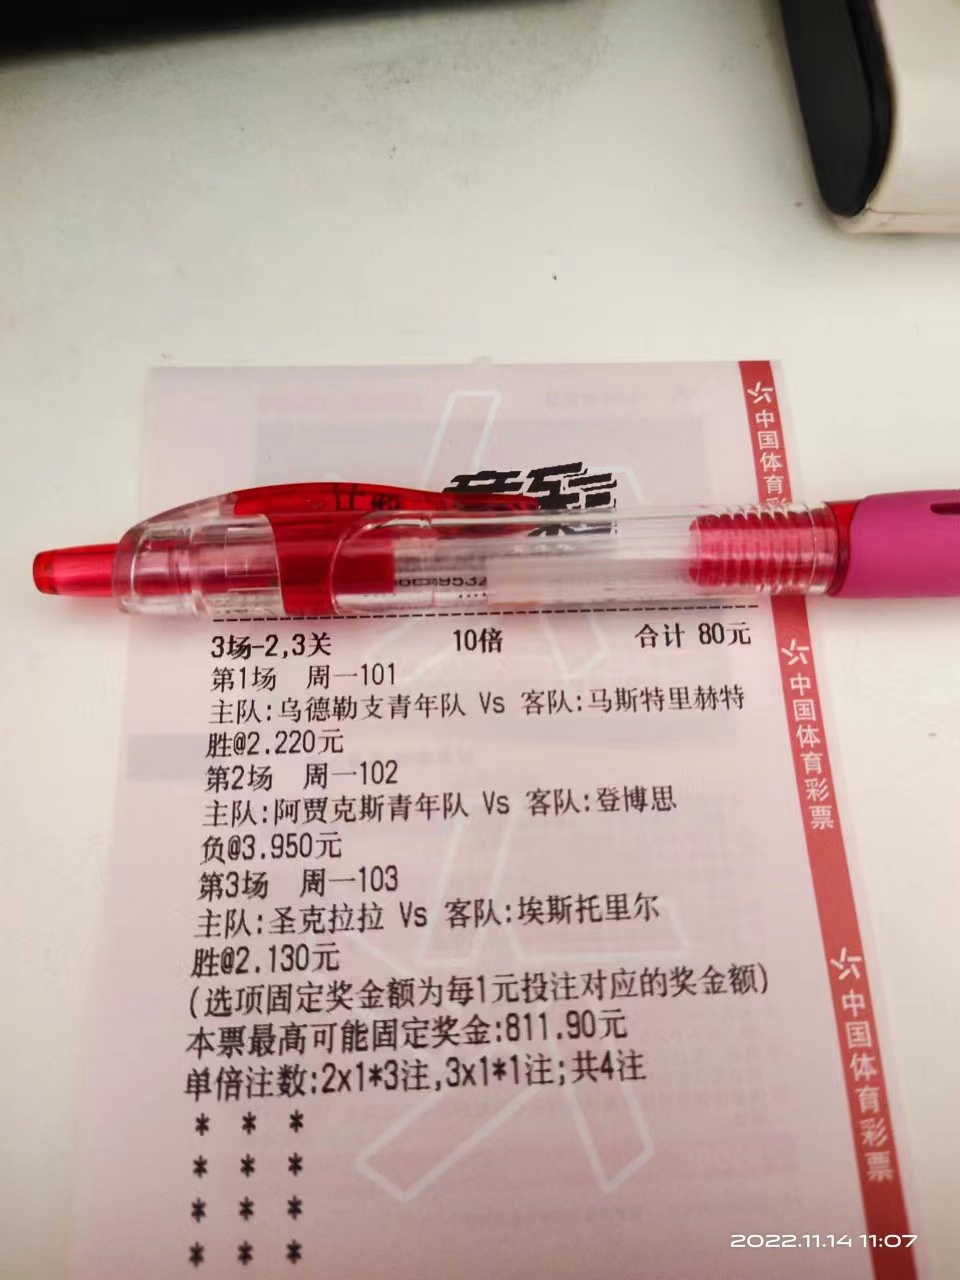 竞彩
3场-2,3关 10倍 合计 80元
第1场 周一101
主队:乌德勒支青年队 Vs 客队:马斯特里赫特
胜@2.220元
第2场 周一102
主队:阿贾克斯青年队 Vs 客队:登博思
负@3.950元
第3场 周一103
主队:圣克拉拉 Vs 客队:埃斯托里尔
胜@2.130元
(选项固定奖金额为每1元投注对应的奖金额)
本票最高可能固定奖金:811.90元
单倍注数:2x1*3注,3x1*1注;共4注
* * *
* * *
* * *
* * *
中国体育彩
中国体育彩票
中国体育彩票
2022.11.14 11:07